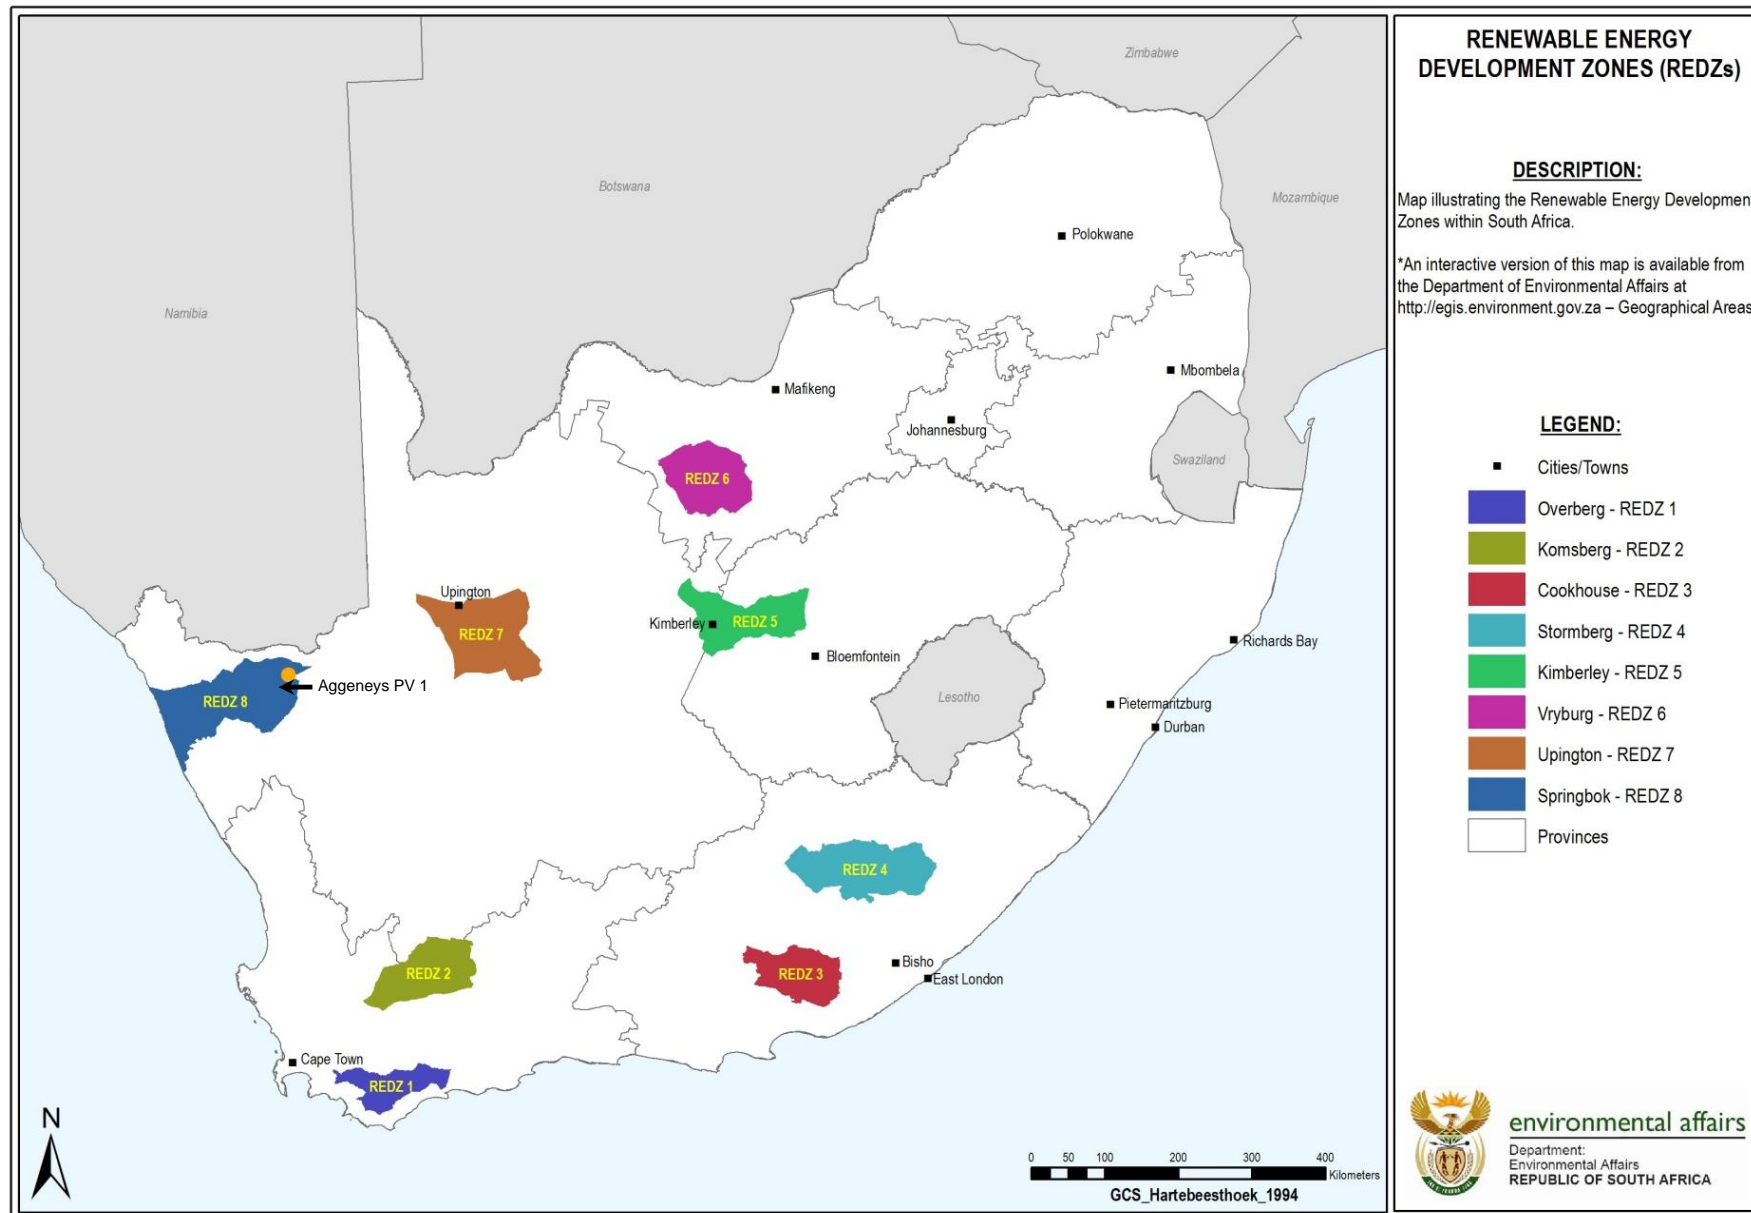 Zimbabwe
Botswana
Mozambique
Polokwane
Namibia
Mbombela
Mafikeng
Johannesburg
Swaziland
REDZ 6
Upington
Kimberley
REDZ 5
REDZ 7
Richards Bay
Bloemfontein
Aggeneys PV 1
REDZ 8
Lesotho
Pietermaritzburg
Durban
REDZ 4
REDZ 2
REDZ 3
Bisho
East London
Cape Town
REDZ 1
N
0 50 100 200 300 400
Kilometers
GCS_Hartebeesthoek_1994
RENEWABLE ENERGY
DEVELOPMENT ZONES (REDZs)
DESCRIPTION:
Map illustrating the Renewable Energy Developmen
Zones within South Africa.
*An interactive version of this map is available from
the Department of Environmental Affairs at
http://egis.environment.gov.za – Geographical Areas
LEGEND:
Cities/Towns
Overberg - REDZ 1
Komsberg - REDZ 2
Cookhouse - REDZ 3
Stormberg - REDZ 4
Kimberley - REDZ 5
Vryburg - REDZ 6
Upington - REDZ 7
Springbok - REDZ 8
Provinces
environmental affairs
Department:
Environmental Affairs
REPUBLIC OF SOUTH AFRICA